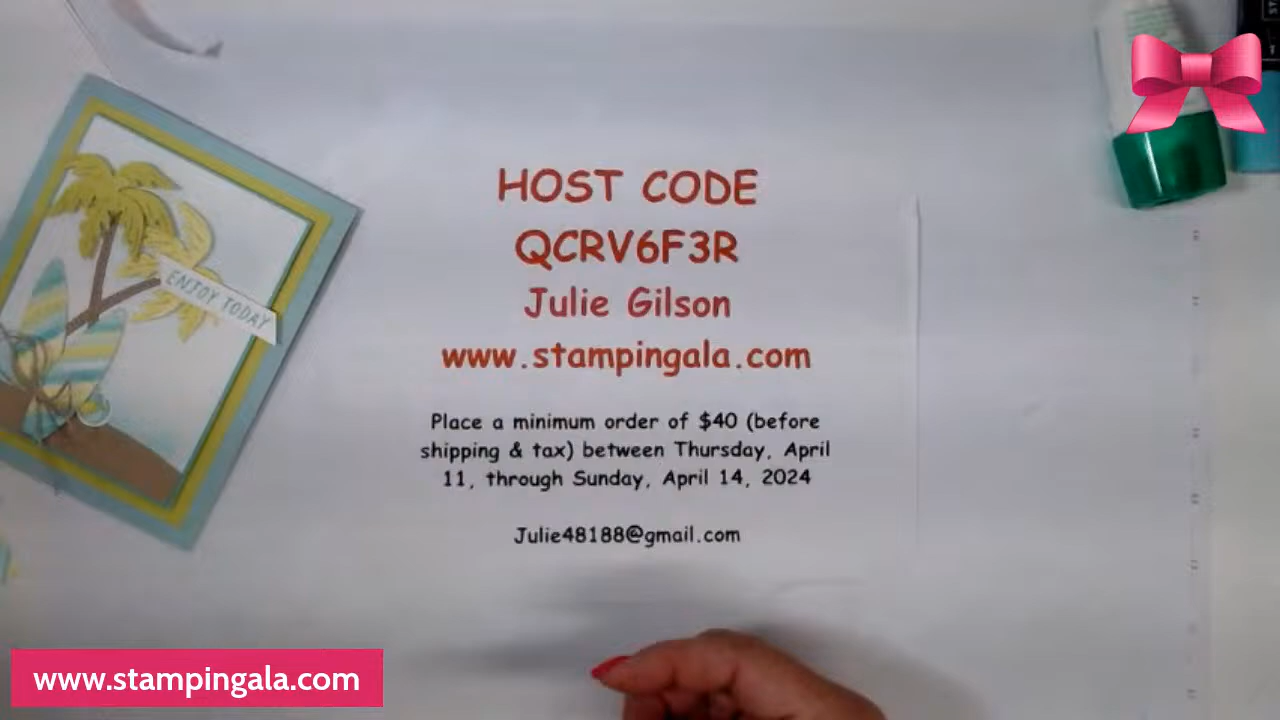 HOST CODE
QCRV6F3R
Julie Gilson
www.stampingala.com
Place a minimum order of $40 (before
shipping & tax) between Thursday, April
11, through Sunday, April 14, 2024
Julie48188@gmail.com
ENJOY TODAY
www.stampingala.com